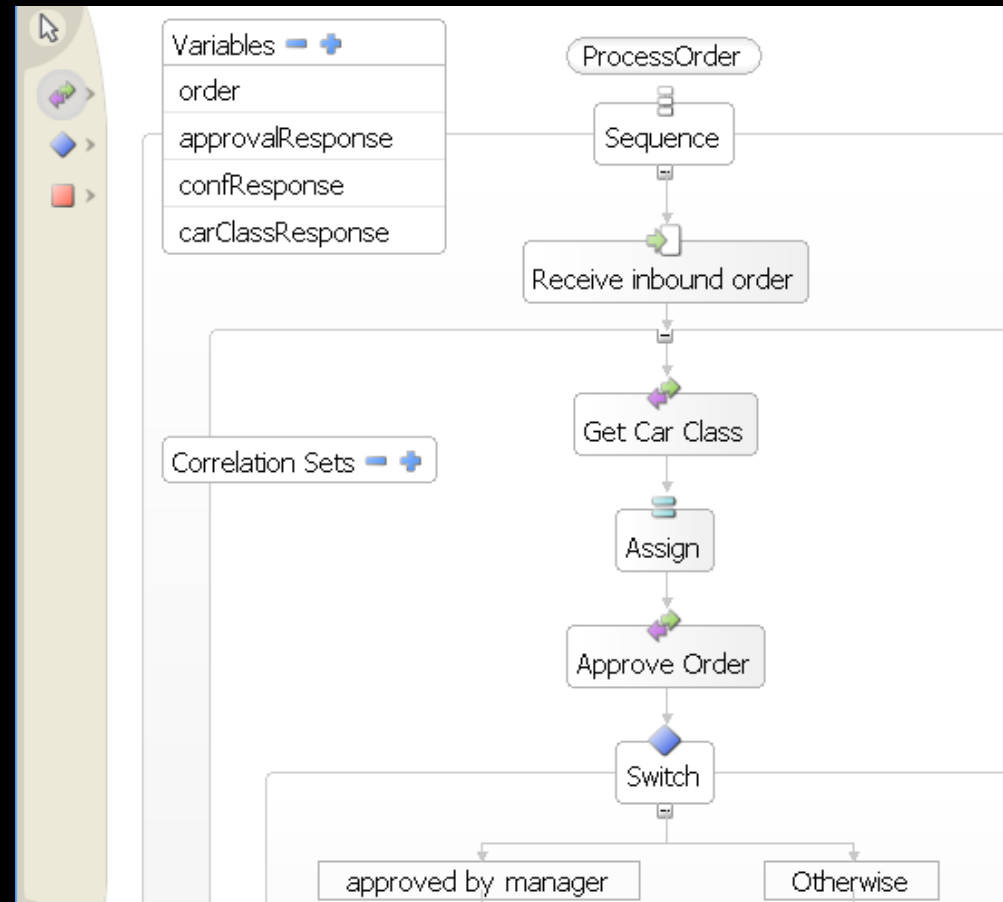 Variables
order
approvalResponse
confResponse
carClassResponse
ProcessOrder
Sequence
Receive inbound order
Get Car Class
Correlation Sets
Assign
Approve Order
Switch
approved by manager
Otherwise